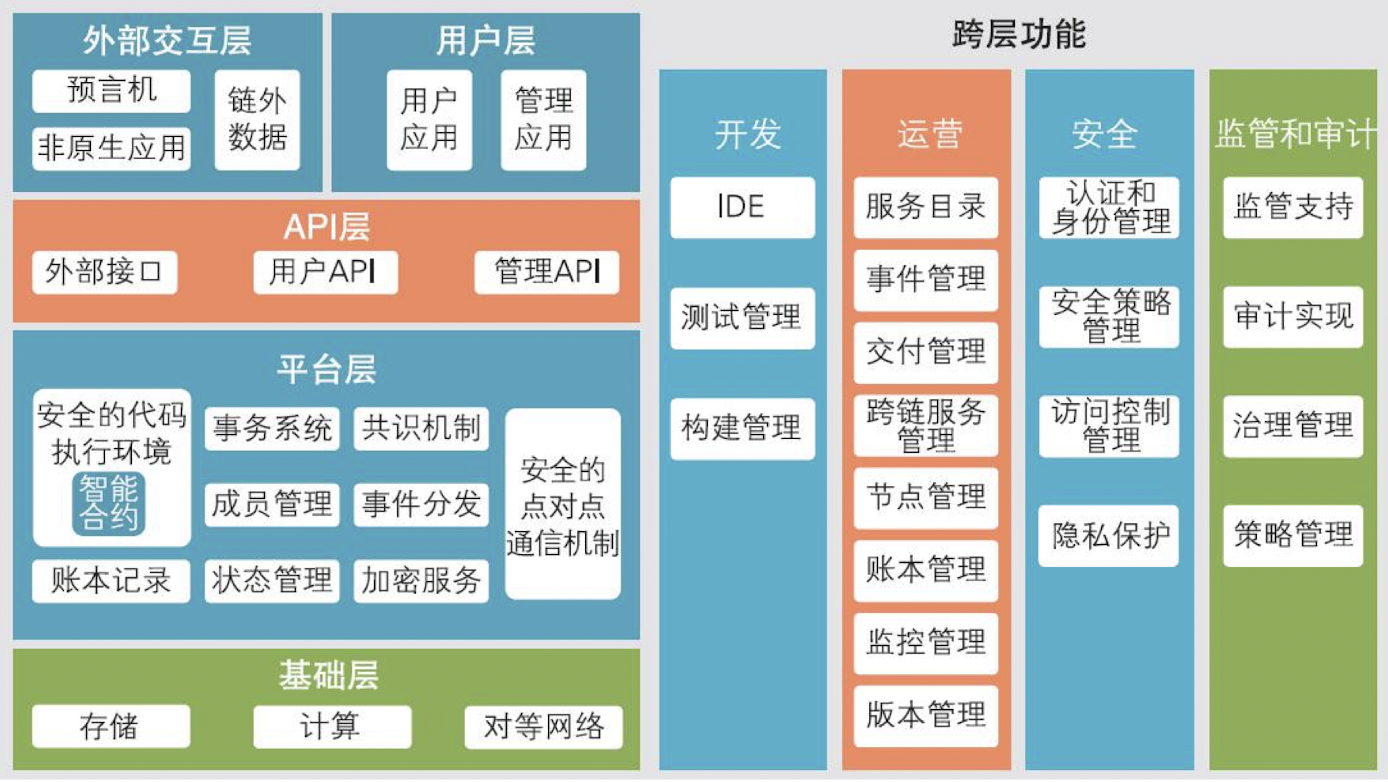 外部交互层
预言机
非原生应用
链外
数据
用户层
用户
应用
管理
应用
API层
外部接口
用户API
管理API
平台层
安全的代码
执行环境
智能
合约
账本记录
事务系统
共识机制
成员管理
事件分发
状态管理
加密服务
安全的
点对点
通信机制
基础层
存储
计算
对等网络
跨层功能
开发
IDE
测试管理
构建管理
运营
服务目录
事件管理
交付管理
跨链服务
管理
节点管理
账本管理
监控管理
版本管理
安全
认证和
身份管理
安全策略
管理
访问控制
管理
隐私保护
监管和审计
监管支持
审计实现
治理管理
策略管理